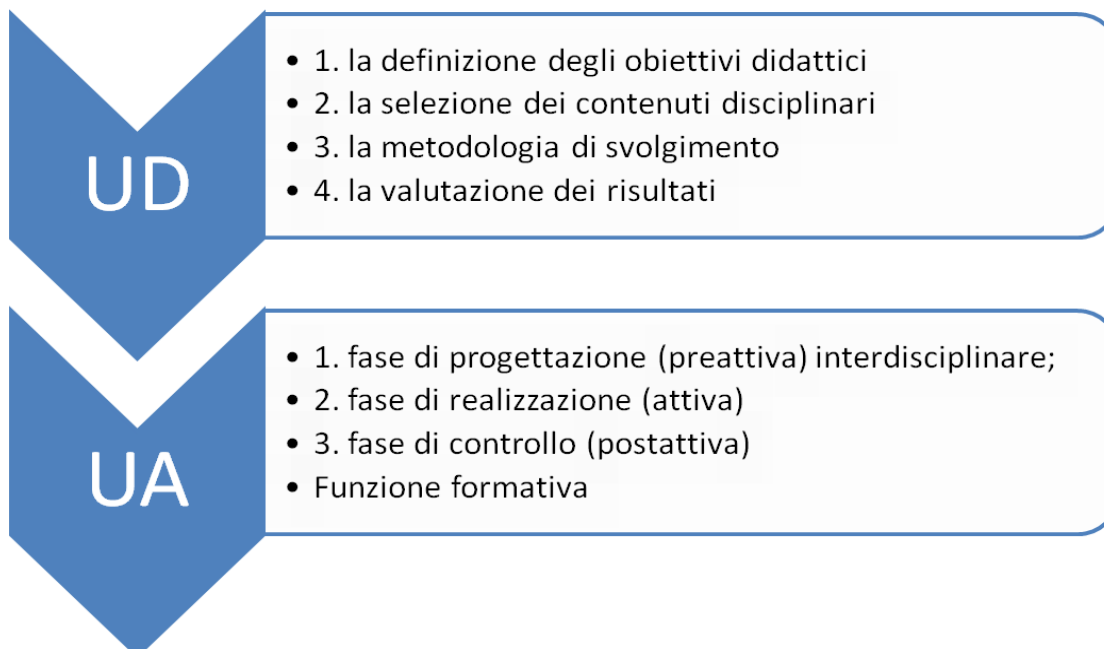 UD
• 1. la definizione degli obiettivi didattici
• 2. la selezione dei contenuti disciplinari
• 3. la metodologia di svolgimento
• 4. la valutazione dei risultati
UA
• 1. fase di progettazione (preattiva) interdisciplinare;
• 2. fase di realizzazione (attiva)
• 3. fase di controllo (postattiva)
• Funzione formativa